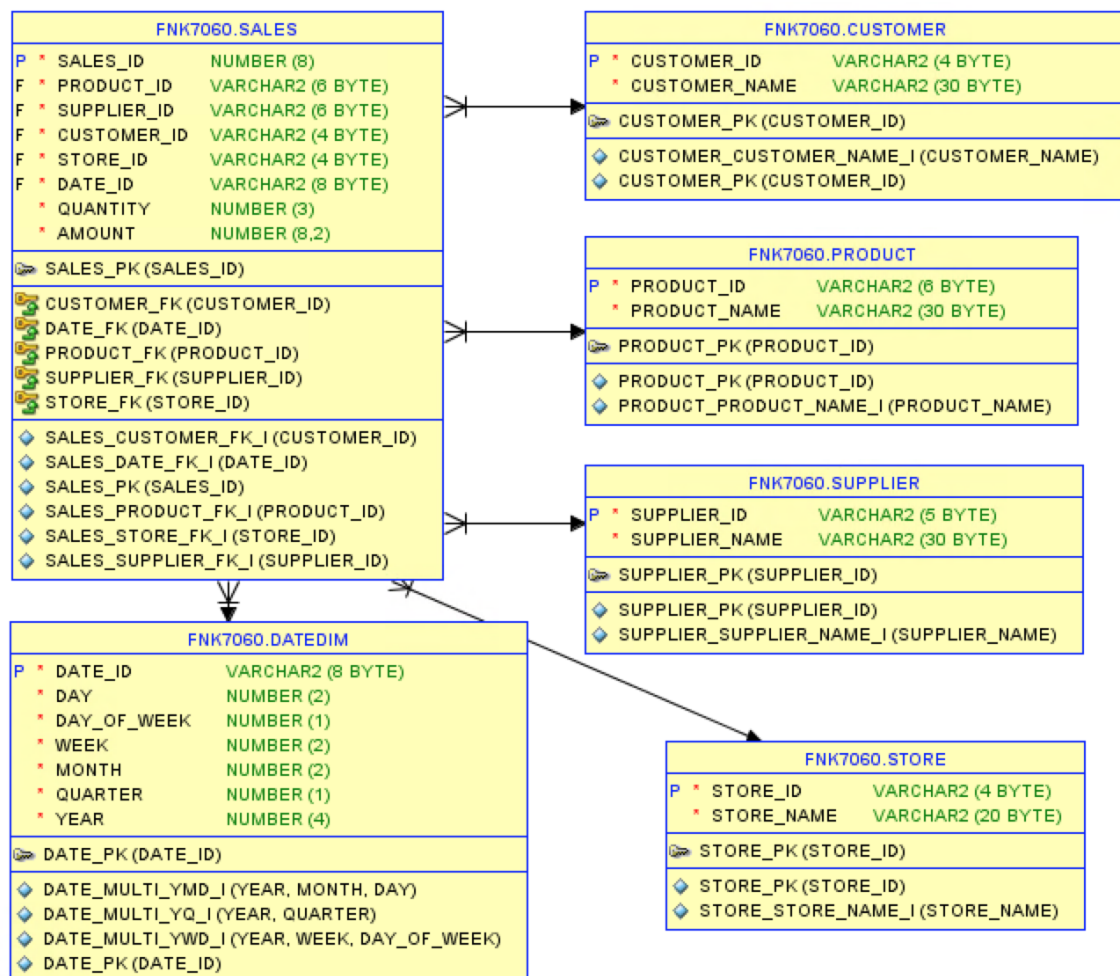 FNK7060.SALES
P * SALES_ID NUMBER (8)
F * PRODUCT_ID VARCHAR2 (6 BYTE)
F * SUPPLIER_ID VARCHAR2 (6 BYTE)
F * CUSTOMER_ID VARCHAR2 (4 BYTE)
F * STORE_ID VARCHAR2 (4 BYTE)
F * DATE_ID VARCHAR2 (8 BYTE)
* QUANTITY NUMBER (3)
* AMOUNT NUMBER (8,2)
SALES_PK (SALES_ID)
CUSTOMER_FK (CUSTOMER_ID)
DATE_FK (DATE_ID)
PRODUCT_FK (PRODUCT_ID)
SUPPLIER_FK (SUPPLIER_ID)
STORE_FK (STORE_ID)
SALES_CUSTOMER_FK_I (CUSTOMER_ID)
SALES_DATE_FK_I (DATE_ID)
SALES_PK (SALES_ID)
SALES_PRODUCT_FK_I (PRODUCT_ID)
SALES_STORE_FK_I (STORE_ID)
SALES_SUPPLIER_FK_I (SUPPLIER_ID)
FNK7060.CUSTOMER
P * CUSTOMER_ID VARCHAR2 (4 BYTE)
* CUSTOMER_NAME VARCHAR2 (30 BYTE)
CUSTOMER_PK (CUSTOMER_ID)
CUSTOMER_CUSTOMER_NAME_I (CUSTOMER_NAME)
CUSTOMER_PK (CUSTOMER_ID)
FNK7060.PRODUCT
P * PRODUCT_ID VARCHAR2 (6 BYTE)
* PRODUCT_NAME VARCHAR2 (30 BYTE)
PRODUCT_PK (PRODUCT_ID)
PRODUCT_PK (PRODUCT_ID)
PRODUCT_PRODUCT_NAME_I (PRODUCT_NAME)
FNK7060.SUPPLIER
P * SUPPLIER_ID VARCHAR2 (5 BYTE)
* SUPPLIER_NAME VARCHAR2 (30 BYTE)
SUPPLIER_PK (SUPPLIER_ID)
SUPPLIER_PK (SUPPLIER_ID)
SUPPLIER_SUPPLIER_NAME_I (SUPPLIER_NAME)
FNK7060.DATEDIM
P * DATE_ID VARCHAR2 (8 BYTE)
* DAY NUMBER (2)
* DAY_OF_WEEK NUMBER (1)
* WEEK NUMBER (2)
* MONTH NUMBER (2)
* QUARTER NUMBER (1)
* YEAR NUMBER (4)
DATE_PK (DATE_ID)
DATE_MULTI_YMD_I (YEAR, MONTH, DAY)
DATE_MULTI_YQ_I (YEAR, QUARTER)
DATE_MULTI_YWD_I (YEAR, WEEK, DAY_OF_WEEK)
DATE_PK (DATE_ID)
FNK7060.STORE
P * STORE_ID VARCHAR2 (4 BYTE)
* STORE_NAME VARCHAR2 (20 BYTE)
STORE_PK (STORE_ID)
STORE_PK (STORE_ID)
STORE_STORE_NAME_I (STORE_NAME)